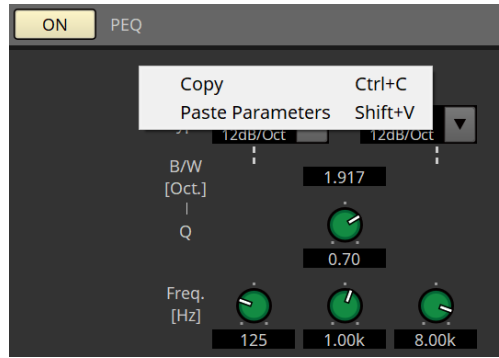 ON PEQ
Copy Ctrl+C
Paste Parameters Shift+V
12dB/Oct 12dB/Oct
B/W
[Oct.]
1.917
Q
0.70
Freq.
[Hz]
125 1.00k 8.00k